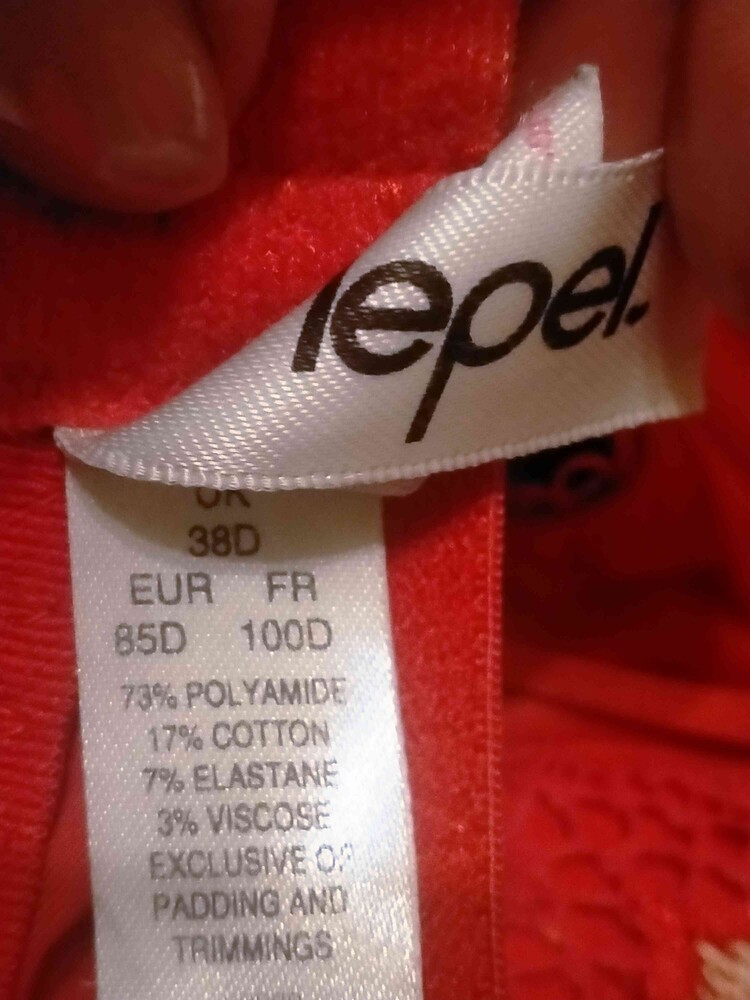 lepel.
UK
38D
EUR FR
85D 100D
73% POLYAMIDE
17% COTTON
7% ELASTANE
3% VISCOSE
EXCLUSIVE OF
PADDING AND
TRIMMINGS